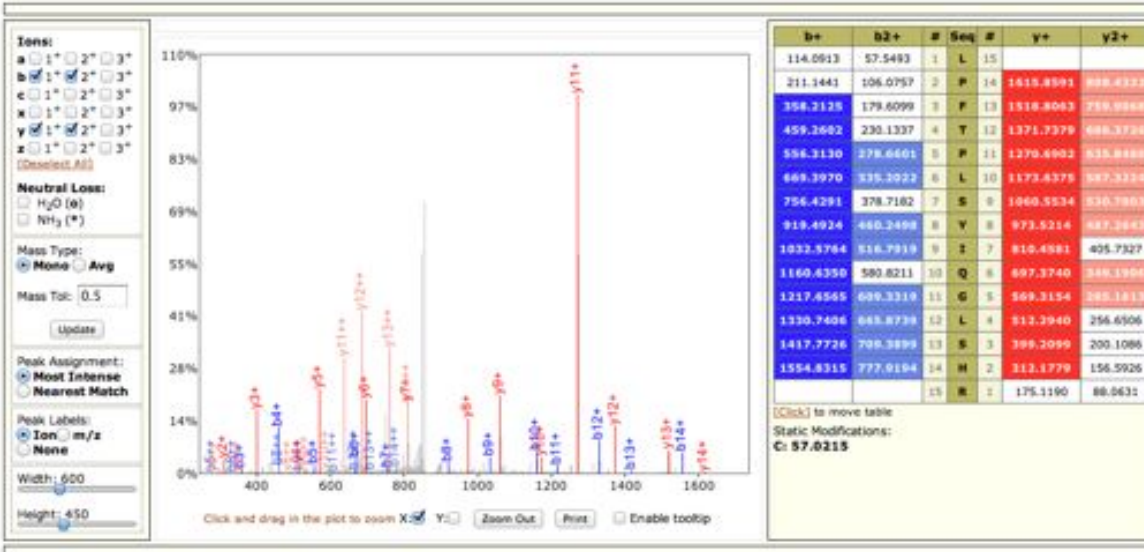 Ions:
a 1+ 2+ 3+
b 1+ 2+ 3+
c 1+ 2+ 3+
x 1+ 2+ 3+
y 1+ 2+ 3+
z 1+ 2+ 3+
[Deselect All]
Neutral Loss:
H2O (o)
NH3 (*)
Mass Type:
Mono Avg
Mass Tol: 0.5
Update
Peak Assignment:
Most Intense
Nearest Match
Peak Labels:
Ion m/z
None
Width: 600
Height: 450
110%
97%
83%
69%
55%
41%
28%
14%
0%
400 600 800 1000 1200 1400 1600
y3+
b4+
y5+
y11++
y12++
y6+
y13++
y7+
b8+
y8+
b9+
y9+
b11+
y11+
b12+
y12+
b13+
y13+
b14+
y14+
Click and drag in the plot to zoom X: Y: Zoom Out Print Enable tooltip
b+ b2+ # Seq # y+ y2+
114.0913 57.5493 1 L 15
211.1441 106.0757 2 P 14 1615.8591
358.2125 179.6099 3 F 13 1518.8063
459.2602 230.1337 4 T 12 1371.7379
556.3130 278.6601 5 P 11 1270.6902
669.3970 335.2022 6 L 10 1173.6375
756.4291 378.7182 7 S 9 1060.5534
919.4924 460.2498 8 Y 8 973.5214
1032.5764 516.7919 9 I 7 810.4581 405.7327
1160.6350 580.8211 10 Q 6 697.3740
1217.6565 609.3319 11 G 5 569.3154
1330.7406 665.8739 12 L 4 512.2940 256.6506
1417.7726 709.3899 13 S 3 399.2099 200.1086
1554.8315 777.9194 14 H 2 312.1779 156.5926
15 R 1 175.1190 88.0631
[Click] to move table
Static Modifications:
C: 57.0215